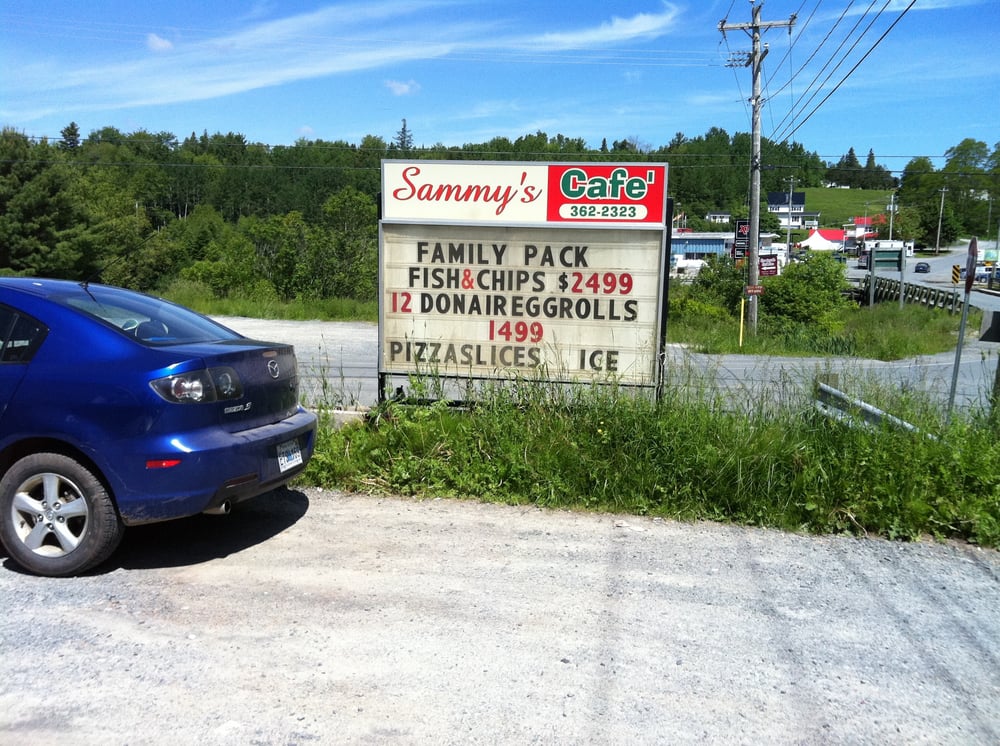 Sammy's Cafe'
362-2323
FAMILY PACK
FISH&CHIPS $2499
12 DONAIREGGROLLS
1499
PIZZASLICES ICE